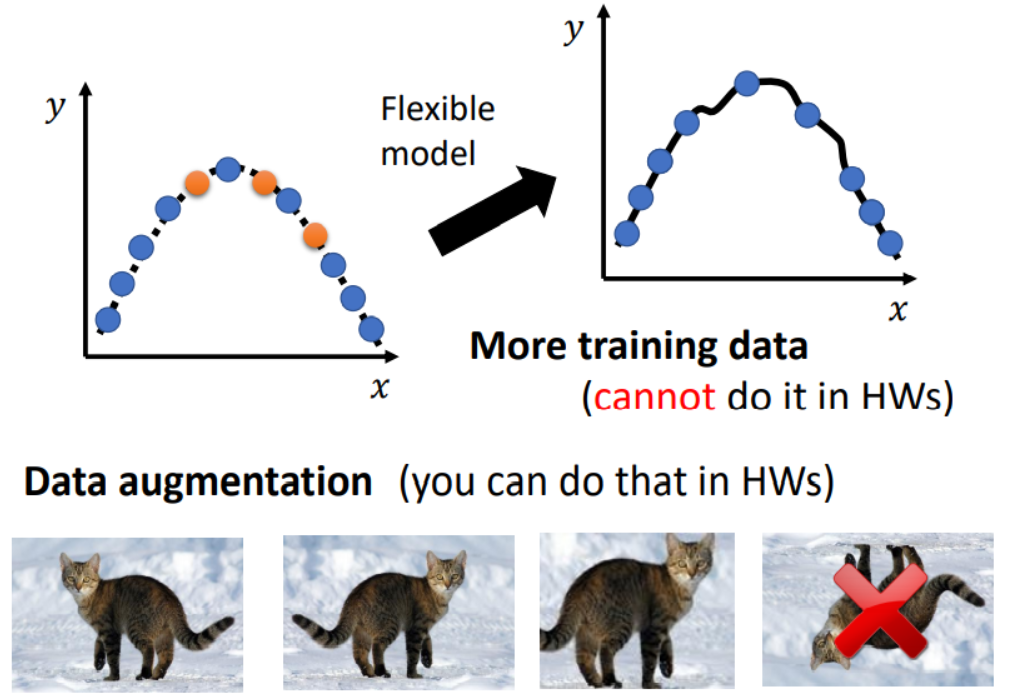 y
x
Flexible
model
y
x
More training data
(cannot do it in HWs)
Data augmentation (you can do that in HWs)